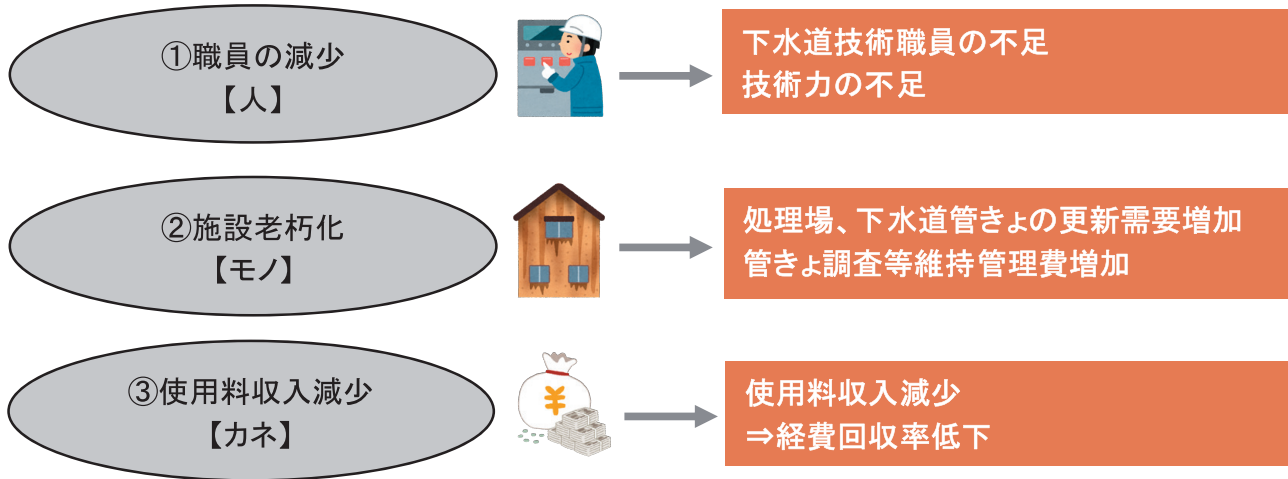 ①職員の減少
【人】
下水道技術職員の不足
技術力の不足
②施設老朽化
【モノ】
処理場、下水道管きょの更新需要増加
管きょ調査等維持管理費増加
③使用料収入減少
【カネ】
¥
使用料収入減少
⇒経費回収率低下